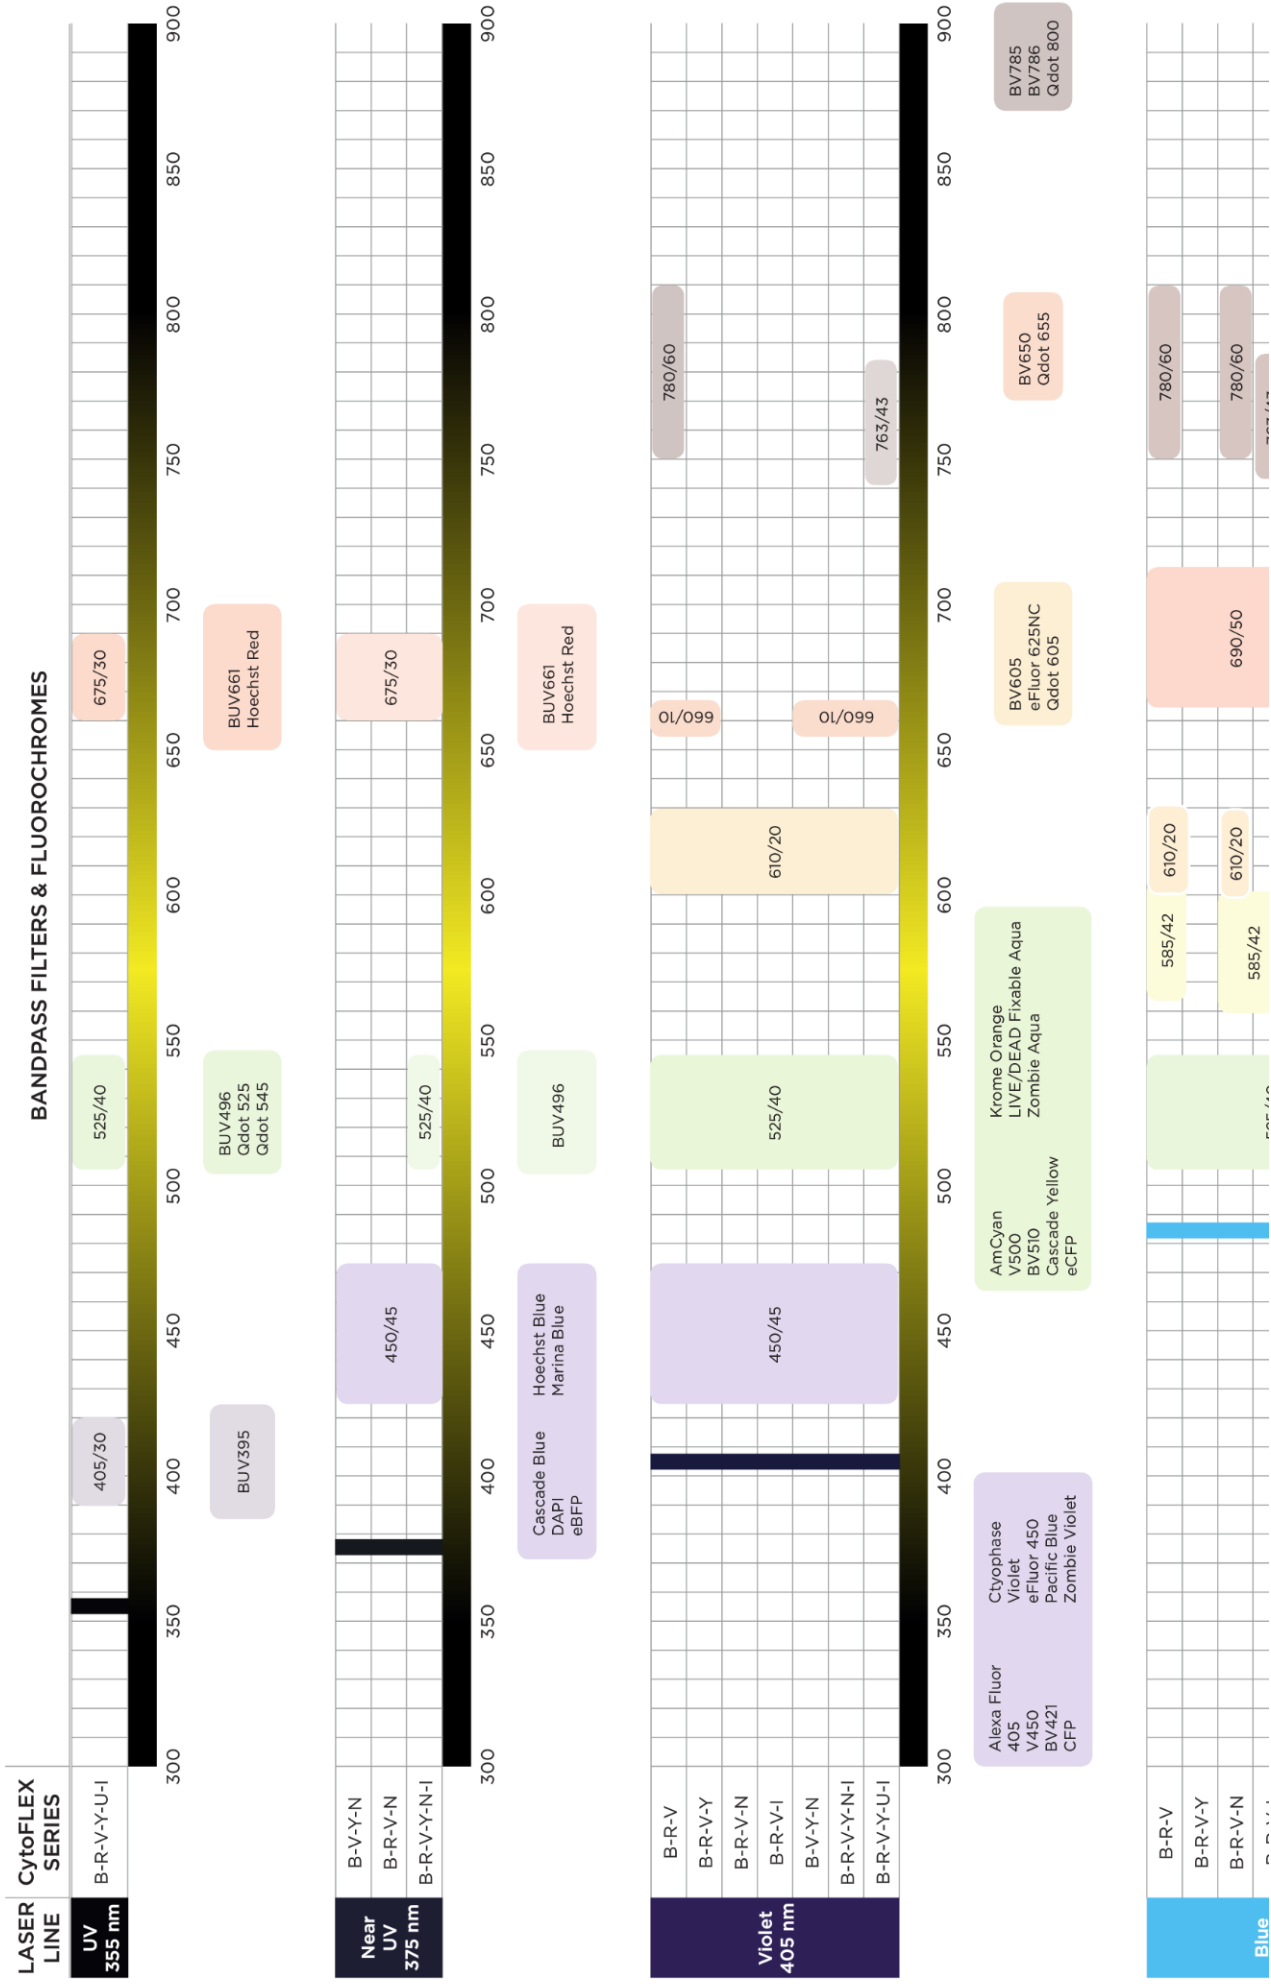 BANDPASS FILTERS & FLUOROCHROMES
LASER
LINE
CytoFLEX
SERIES
UV
355 nm
B-R-V-Y-U-I
405/30
525/40
675/30
300
350
400
450
500
550
600
650
700
750
800
850
900
BUV395
BUV496
Qdot 525
Qdot 545
BUV661
Hoechst Red
Near
UV
375 nm
B-V-Y-N
B-R-V-N
B-R-V-Y-N-I
450/45
525/40
675/30
300
350
400
450
500
550
600
650
700
750
800
850
900
Cascade Blue
DAPI
eBFP
Hoechst Blue
Marina Blue
BUV496
BUV661
Hoechst Red
Violet
405 nm
B-R-V
B-R-V-Y
B-R-V-N
B-R-V-I
B-V-Y-N
B-R-V-Y-N-I
B-R-V-Y-U-I
450/45
525/40
610/20
660/10
660/10
780/60
763/43
300
350
400
450
500
550
600
650
700
750
800
850
900
Alexa Fluor
405
V450
BV421
CFP
Ctyophase
Violet
eFluor 450
Pacific Blue
Zombie Violet
AmCyan
V500
BV510
Cascade Yellow
eCFP
Krome Orange
LIVE/DEAD Fixable Aqua
Zombie Aqua
BV605
eFluor 625NC
Qdot 605
BV650
Qdot 655
BV785
BV786
Qdot 800
Blue
B-R-V
B-R-V-Y
B-R-V-N
585/42
610/20
585/42
610/20
690/50
780/60
780/60